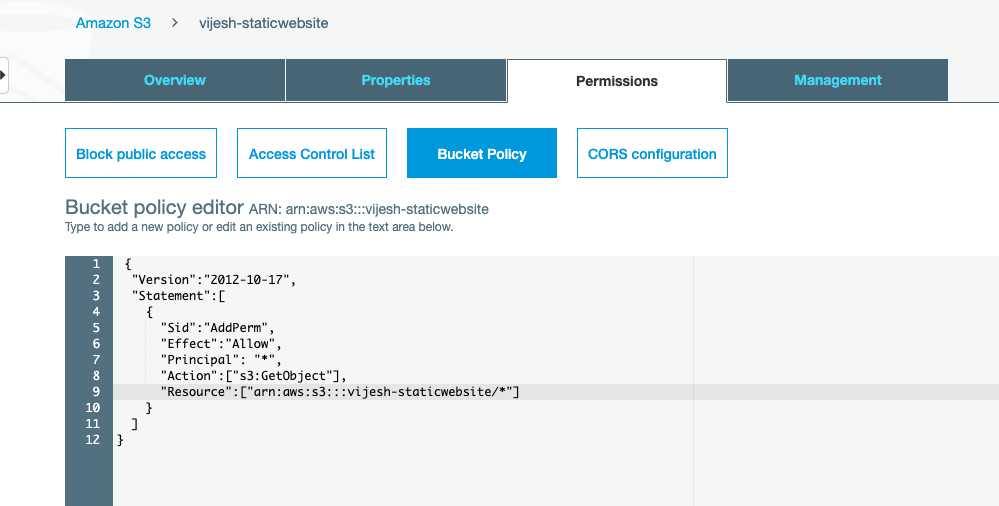 Amazon S3 > vijesh-staticwebsite
Overview Properties Permissions Management
Block public access Access Control List Bucket Policy CORS configuration
Bucket policy editor ARN: arn:aws:s3:::vijesh-staticwebsite
Type to add a new policy or edit an existing policy in the text area below.
1 {
2 "Version":"2012-10-17",
3 "Statement":[
4 {
5 "Sid":"AddPerm",
6 "Effect":"Allow",
7 "Principal": "*",
8 "Action":["s3:GetObject"],
9 "Resource":["arn:aws:s3:::vijesh-staticwebsite/*"]
10 }
11 ]
12 }